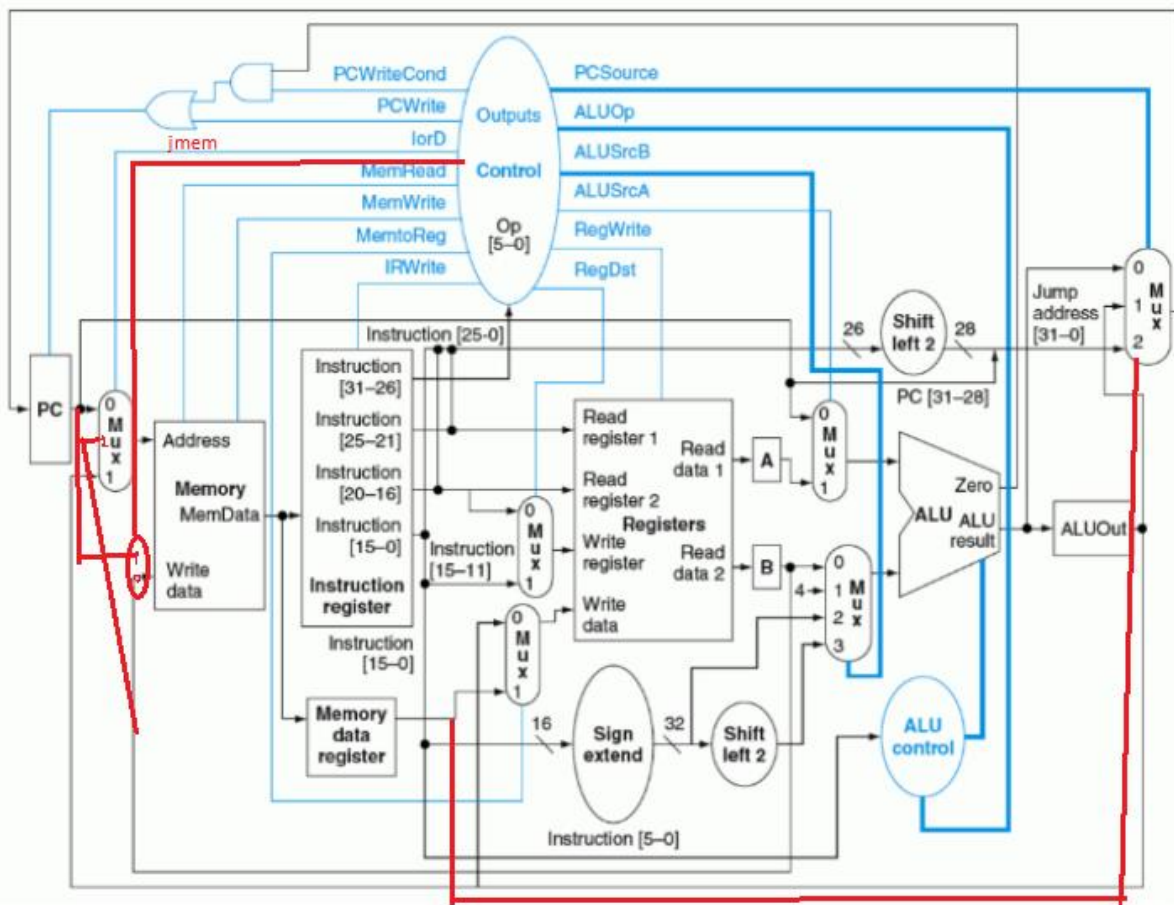 PCWriteCond
PCWrite
IorD
jmem
MemRead
MemWrite
MemtoReg
IRWrite
Outputs
Control
Op
[5–0]
PCSource
ALUOp
ALUSrcB
ALUSrcA
RegWrite
RegDst
PC
0
M
u
x
1
Address
Memory
MemData
Write
data
Instruction [25-0]
Instruction
[31–26]
Instruction
[25–21]
Instruction
[20–16]
Instruction
[15–0]
Instruction
register
Instruction
[15–0]
Memory
data
register
Instruction
[15–11]
0
M
u
x
1
0
M
u
x
1
Read
register 1
Read
register 2
Registers
Write
register
Write
data
Read
data 1
Read
data 2
A
B
16
Sign
extend
32
Shift
left 2
Instruction [5–0]
26
Shift
left 2
28
Jump
address
[31–0]
PC [31–28]
0
M
u
x
1
4
0
1
2
3
M
u
x
Zero
ALU
ALU
result
ALUOut
ALU
control
0
1
2
M
u
x